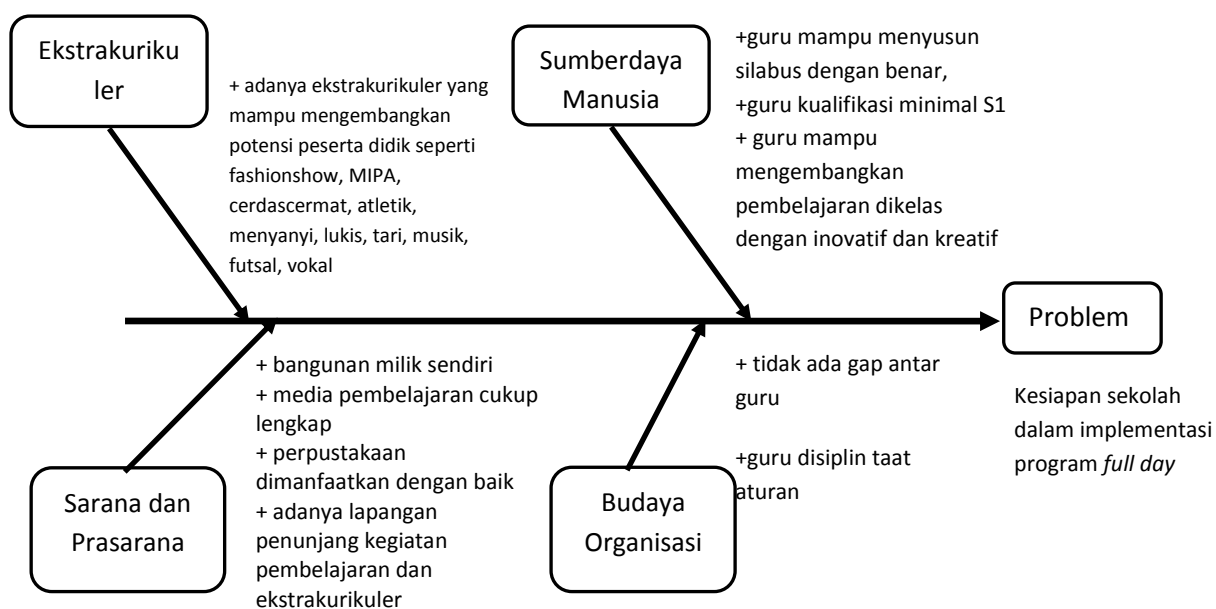 Ekstrakuriku
ler
+ adanya ekstrakurikuler yang
mampu mengembangkan
potensi peserta didik seperti
fashionshow, MIPA,
cerdascermat, atletik,
menyanyi, lukis, tari, musik,
futsal, vokal
Sumberdaya
Manusia
+guru mampu menyusun
silabus dengan benar,
+guru kualifikasi minimal S1
+ guru mampu
mengembangkan
pembelajaran dikelas
dengan inovatif dan kreatif
Problem
Kesiapan sekolah
dalam implementasi
program full day
Sarana dan
Prasarana
+ bangunan milik sendiri
+ media pembelajaran cukup
lengkap
+ perpustakaan
dimanfaatkan dengan baik
+ adanya lapangan
penunjang kegiatan
pembelajaran dan
ekstrakurikuler
Budaya
Organisasi
+ tidak ada gap antar
guru
+guru disiplin taat
aturan